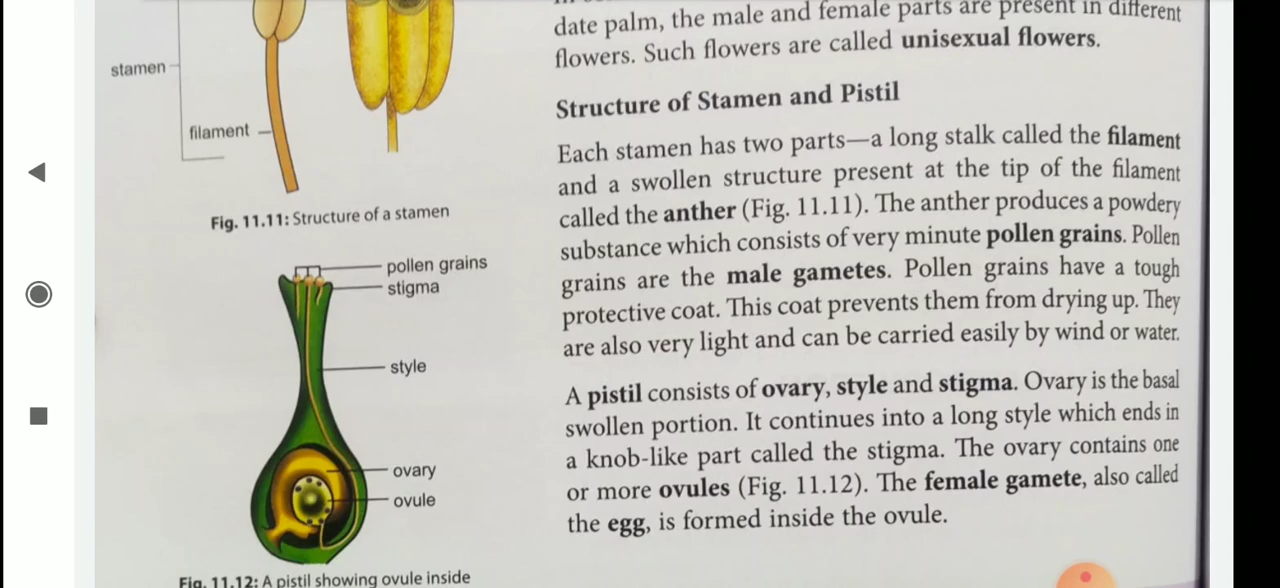 stamen
filament
Fig. 11.11: Structure of a stamen
pollen grains
stigma
style
ovary
ovule
Fig. 11.12: A pistil showing ovule inside
date palm, the male and female parts are present in different
flowers. Such flowers are called unisexual flowers.
Structure of Stamen and Pistil
Each stamen has two parts—a long stalk called the filament
and a swollen structure present at the tip of the filament
called the anther (Fig. 11.11). The anther produces a powdery
substance which consists of very minute pollen grains. Pollen
grains are the male gametes. Pollen grains have a tough
protective coat. This coat prevents them from drying up. They
are also very light and can be carried easily by wind or water.
A pistil consists of ovary, style and stigma. Ovary is the basal
swollen portion. It continues into a long style which ends in
a knob-like part called the stigma. The ovary contains one
or more ovules (Fig. 11.12). The female gamete, also called
the egg, is formed inside the ovule.